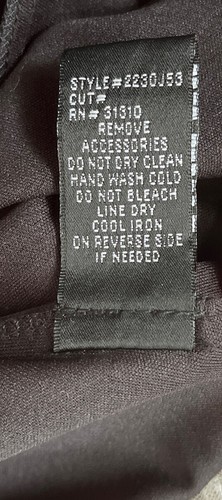 STYLE#2230J53
CUT#
RN# 31310
REMOVE
ACCESSORIES
DO NOT DRY CLEAN
HAND WASH COLD
DO NOT BLEACH
LINE DRY
COOL IRON
ON REVERSE SIDE
IF NEEDED